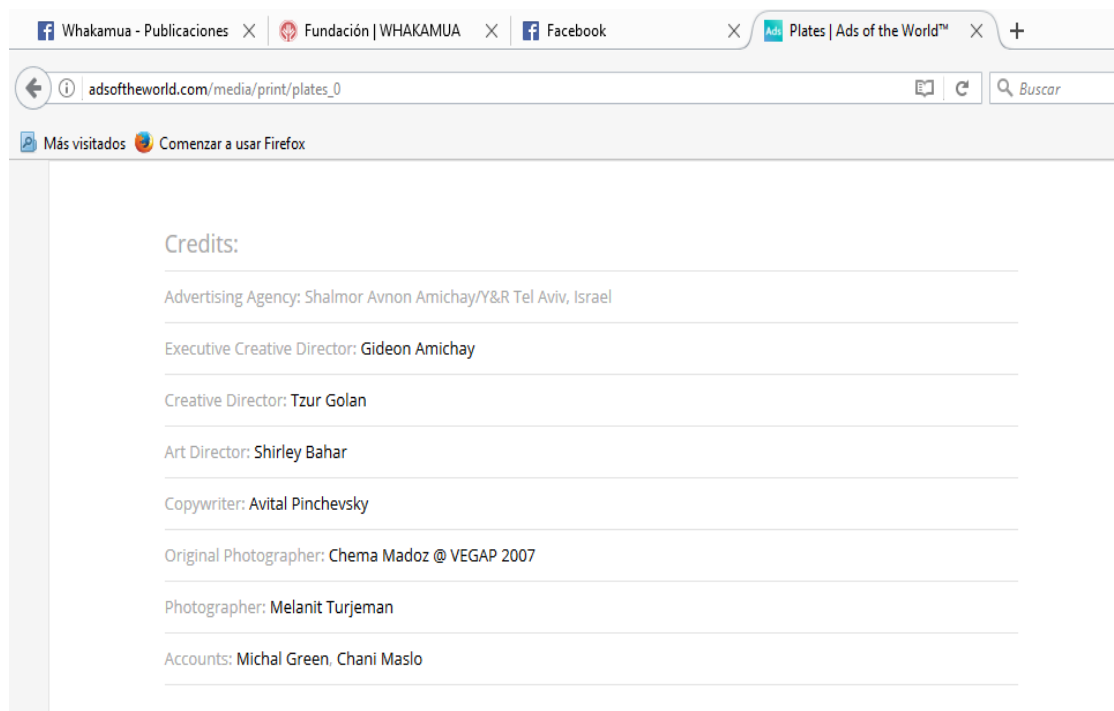 Whakamua - Publicaciones
Fundación | WHAKAMUA
Facebook
Ads
Plates | Ads of the World™
adsoftheworld.com/media/print/plates_0
Buscar
Más visitados
Comenzar a usar Firefox
Credits:
Advertising Agency: Shalmor Avnon Amichay/Y&R Tel Aviv, Israel
Executive Creative Director: Gideon Amichay
Creative Director: Tzur Golan
Art Director: Shirley Bahar
Copywriter: Avital Pinchevsky
Original Photographer: Chema Madoz @ VEGAP 2007
Photographer: Melanit Turjeman
Accounts: Michal Green, Chani Maslo